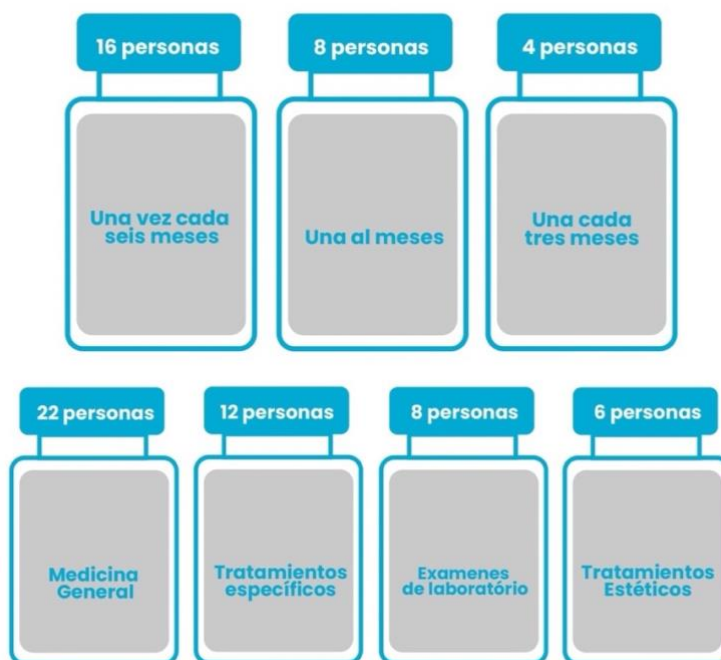 16 personas
8 personas
4 personas
Una vez cada
seis meses
Una al meses
Una cada
tres meses
22 personas
12 personas
8 personas
6 personas
Medicina
General
Tratamientos
específicos
Examenes
de laboratório
Tratamientos
Estéticos